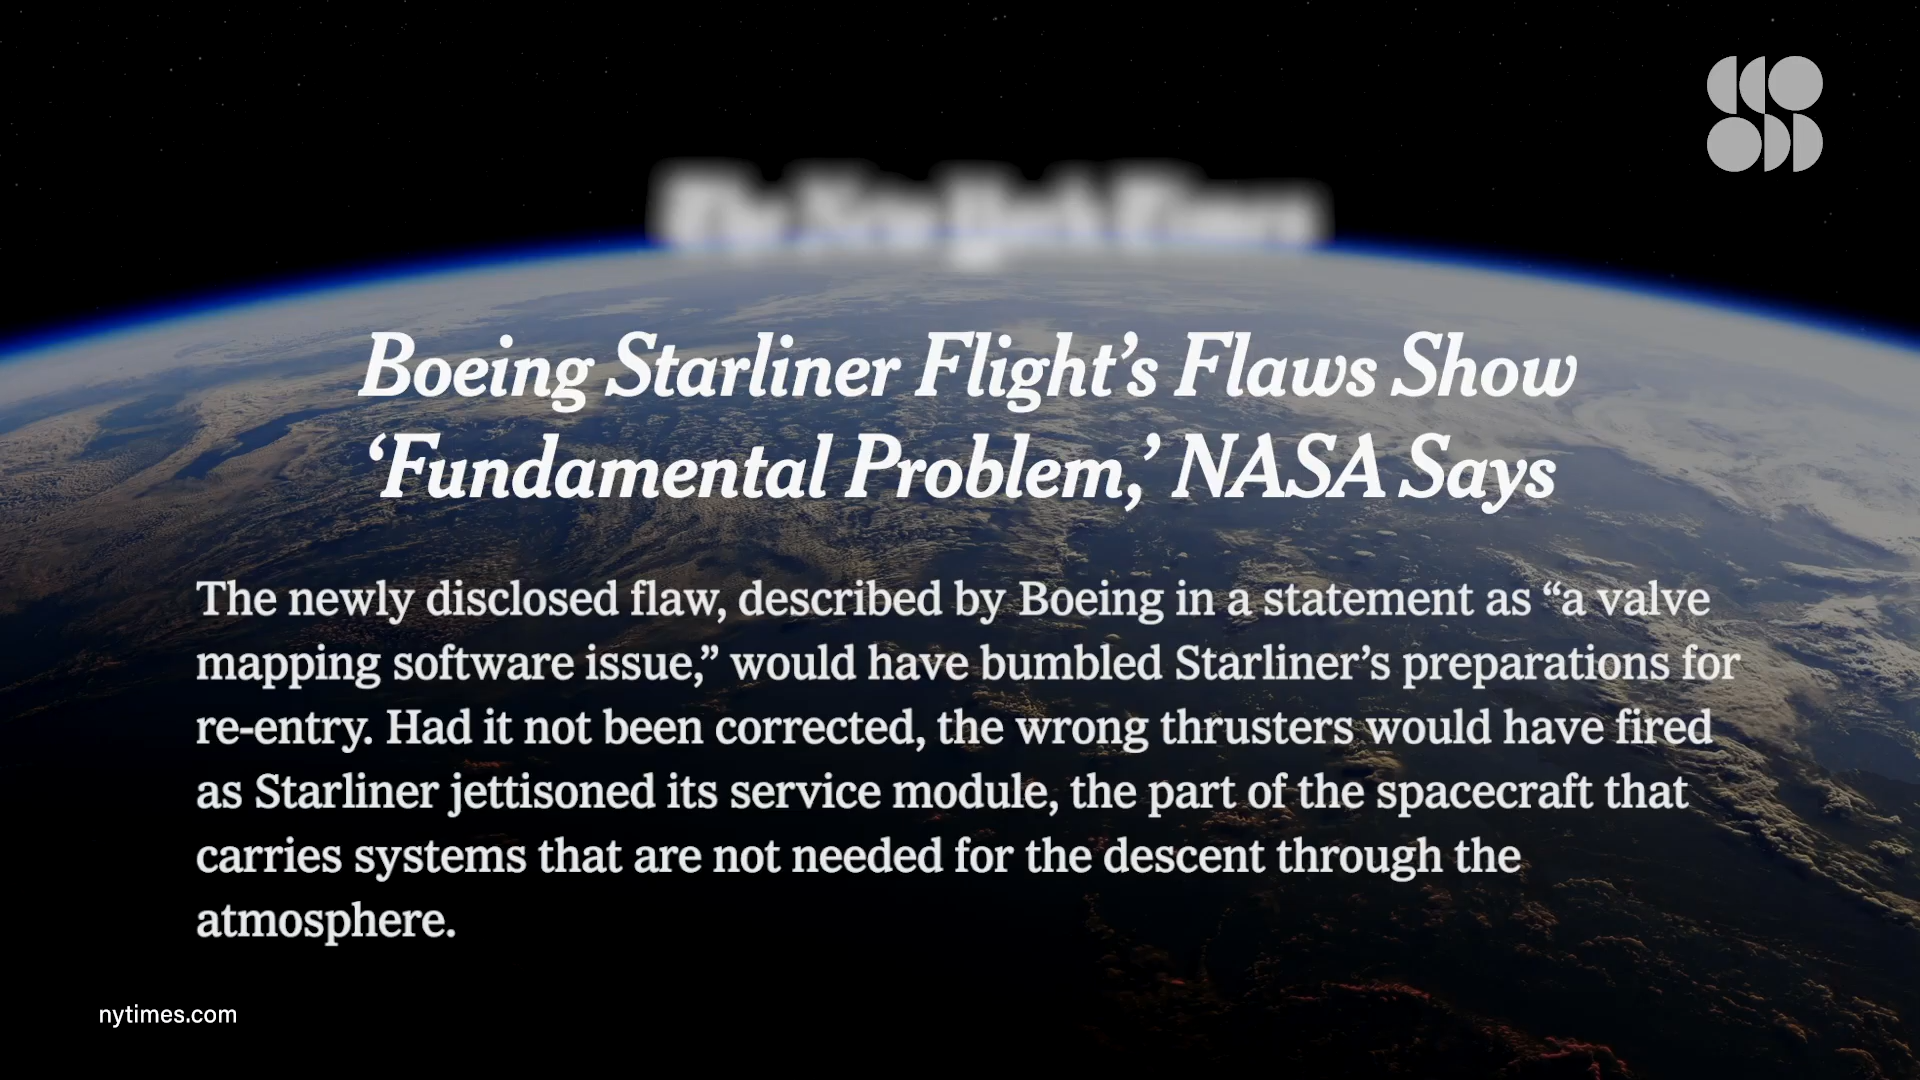 Boeing Starliner Flight’s Flaws Show
‘Fundamental Problem,’ NASA Says
The newly disclosed flaw, described by Boeing in a statement as “a valve
mapping software issue,” would have bumbled Starliner’s preparations for
re-entry. Had it not been corrected, the wrong thrusters would have fired
as Starliner jettisoned its service module, the part of the spacecraft that
carries systems that are not needed for the descent through the
atmosphere.
nytimes.com